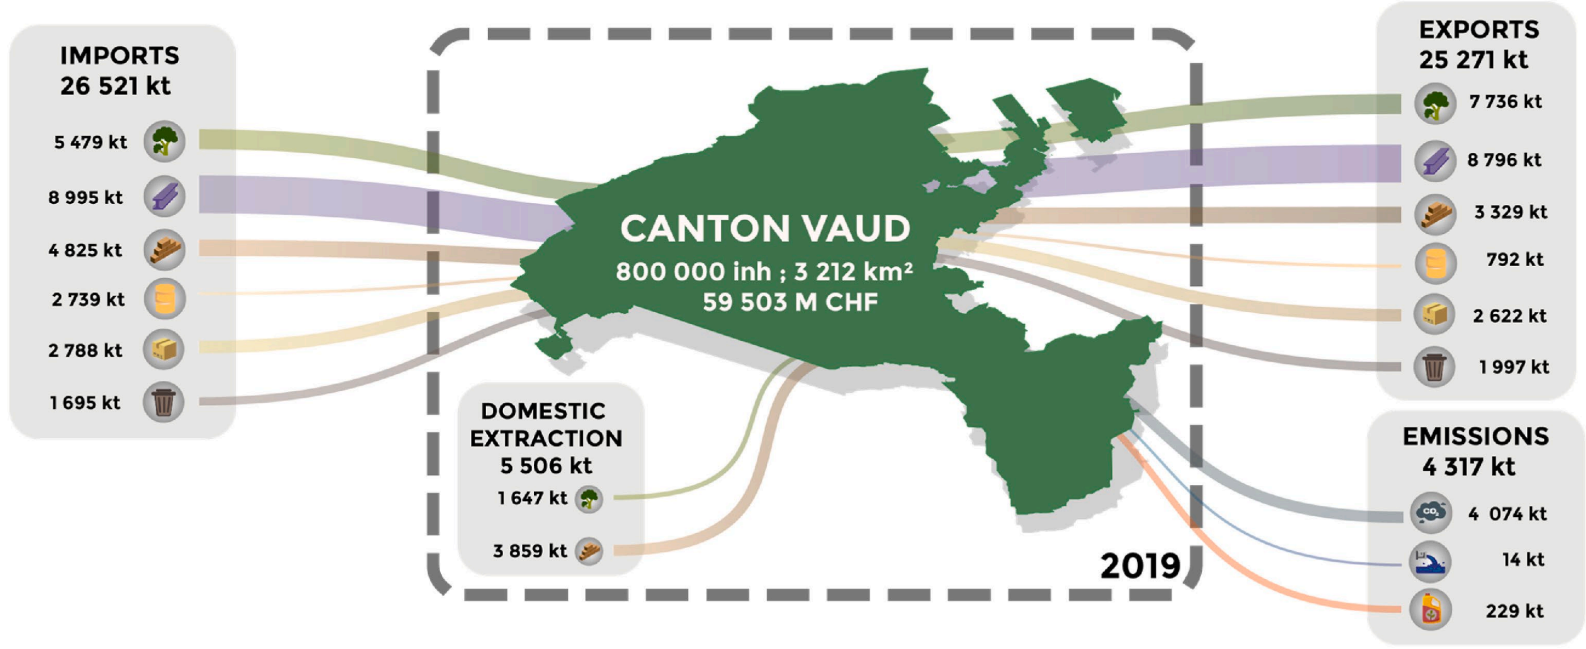 IMPORTS
26 521 kt
5 479 kt
8 995 kt
4 825 kt
2 739 kt
2 788 kt
1 695 kt
CANTON VAUD
800 000 inh ; 3 212 km²
59 503 M CHF
DOMESTIC
EXTRACTION
5 506 kt
1 647 kt
3 859 kt
2019
EXPORTS
25 271 kt
7 736 kt
8 796 kt
3 329 kt
792 kt
2 622 kt
1 997 kt
EMISSIONS
4 317 kt
CO₂
4 074 kt
14 kt
229 kt